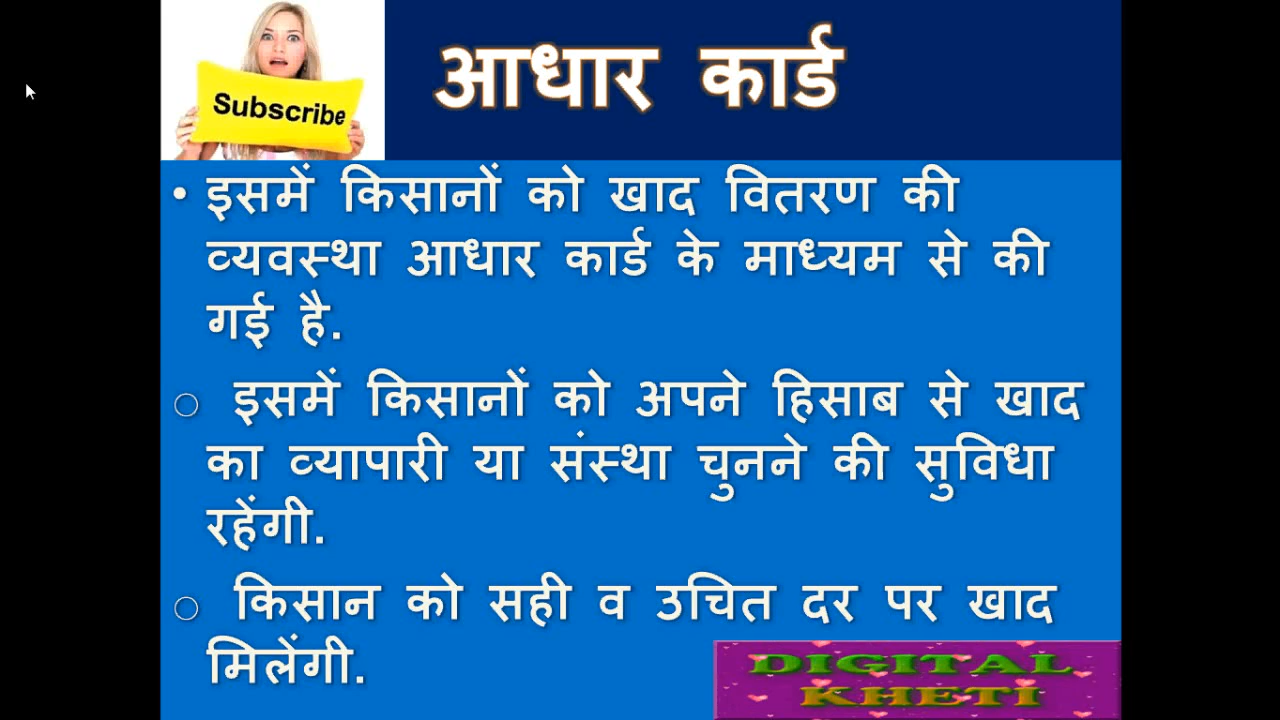 Subscribe
आधार कार्ड
• इसमें किसानों को खाद वितरण की
व्यवस्था आधार कार्ड के माध्यम से की
गई है.
○ इसमें किसानों को अपने हिसाब से खाद
का व्यापारी या संस्था चुनने की सुविधा
रहेंगी.
○ किसान को सही व उचित दर पर खाद
मिलेंगी.
DIGITAL
KHETI